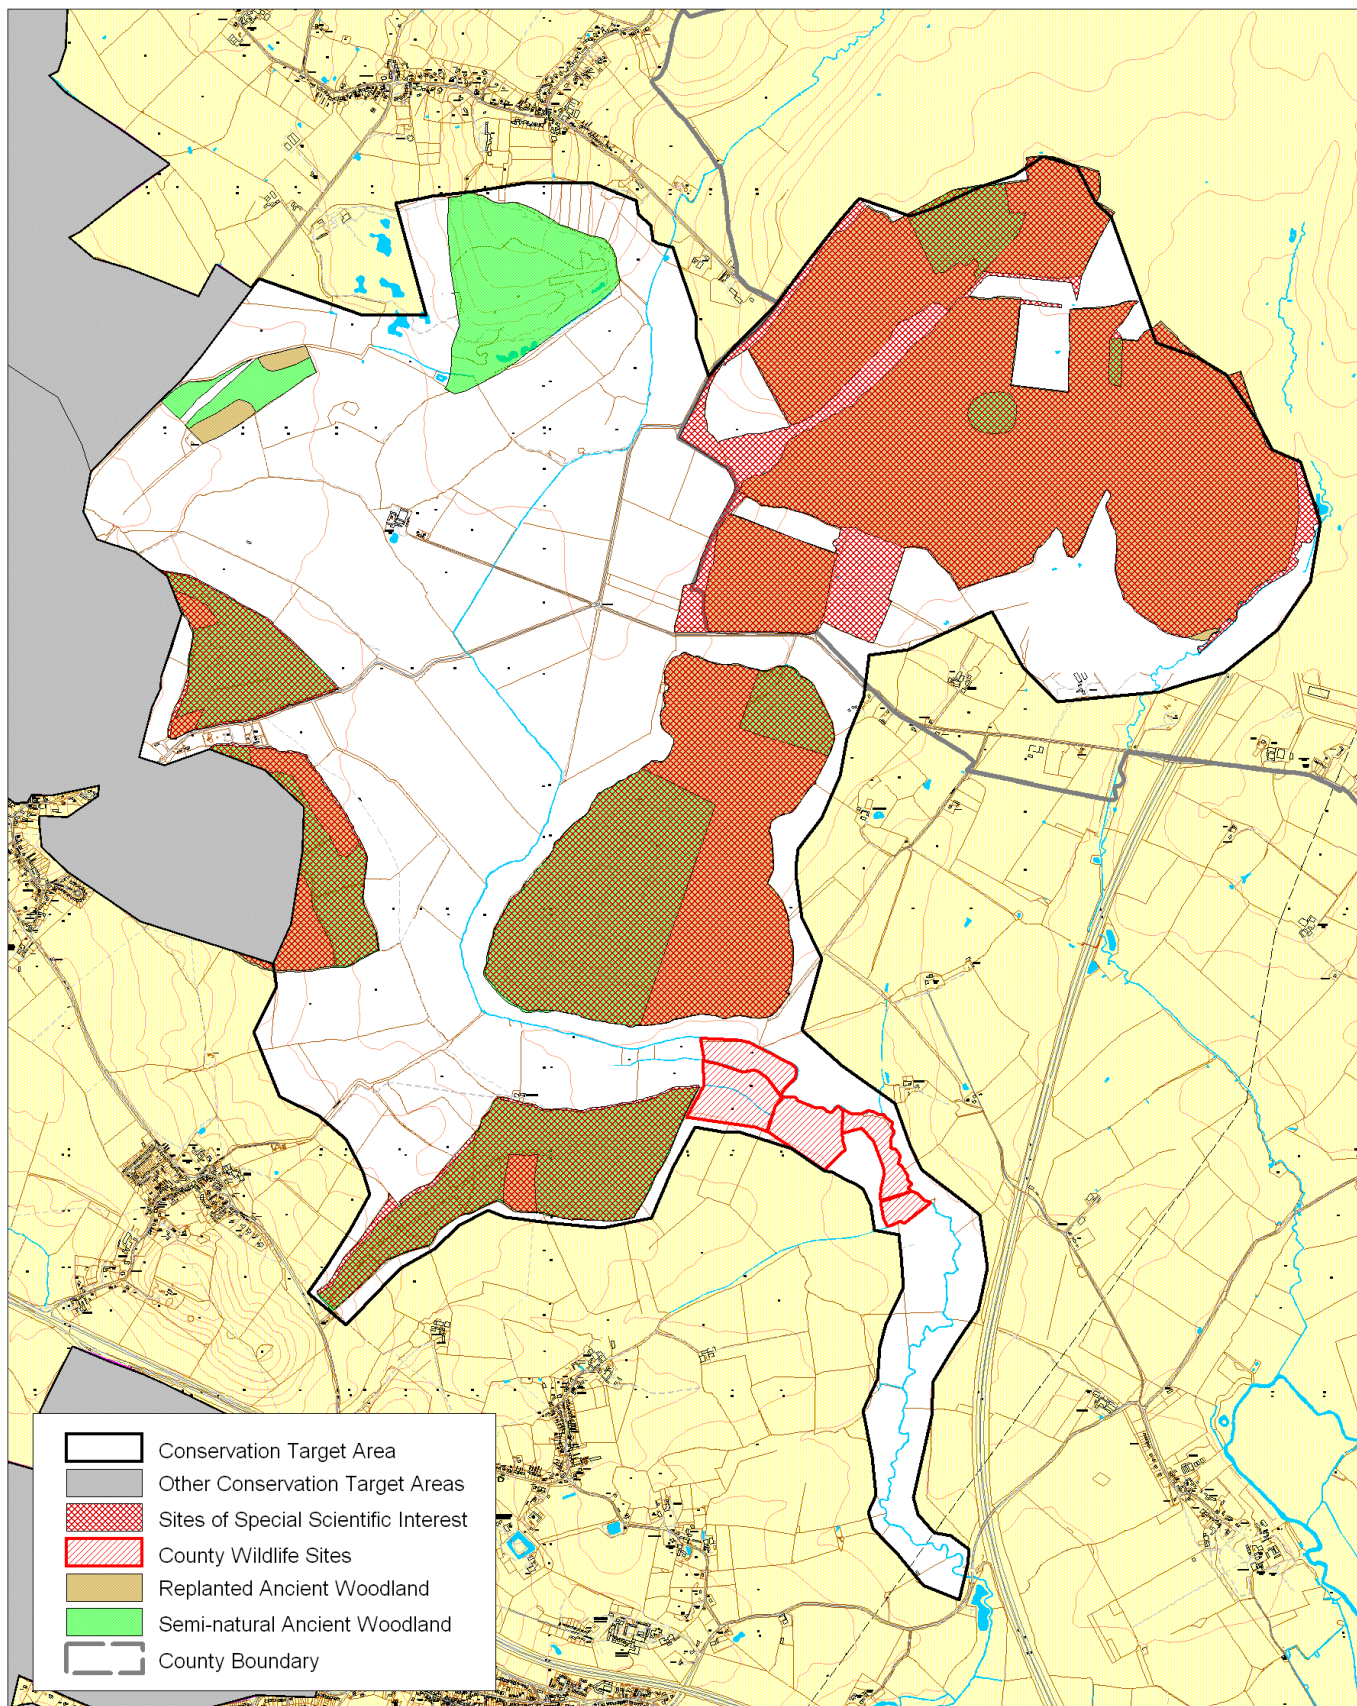 Conservation Target Area
Other Conservation Target Areas
Sites of Special Scientific Interest
County Wildlife Sites
Replanted Ancient Woodland
Semi-natural Ancient Woodland
County Boundary